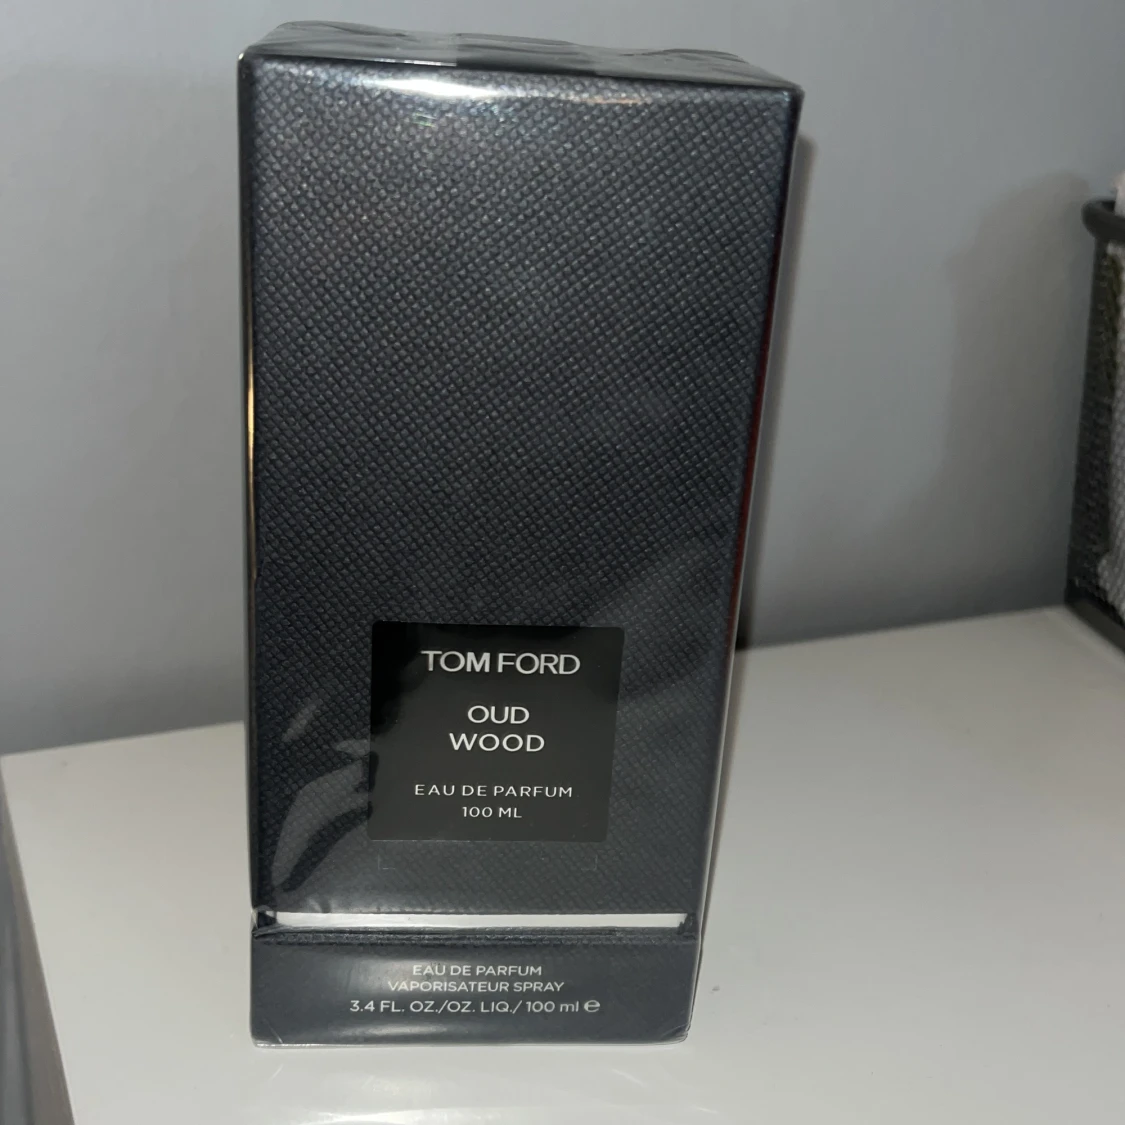 TOM FORD
OUD
WOOD
EAU DE PARFUM
100 ML
EAU DE PARFUM
VAPORISATEUR SPRAY
3.4 FL. OZ./OZ. LIQ./ 100 ml ℮